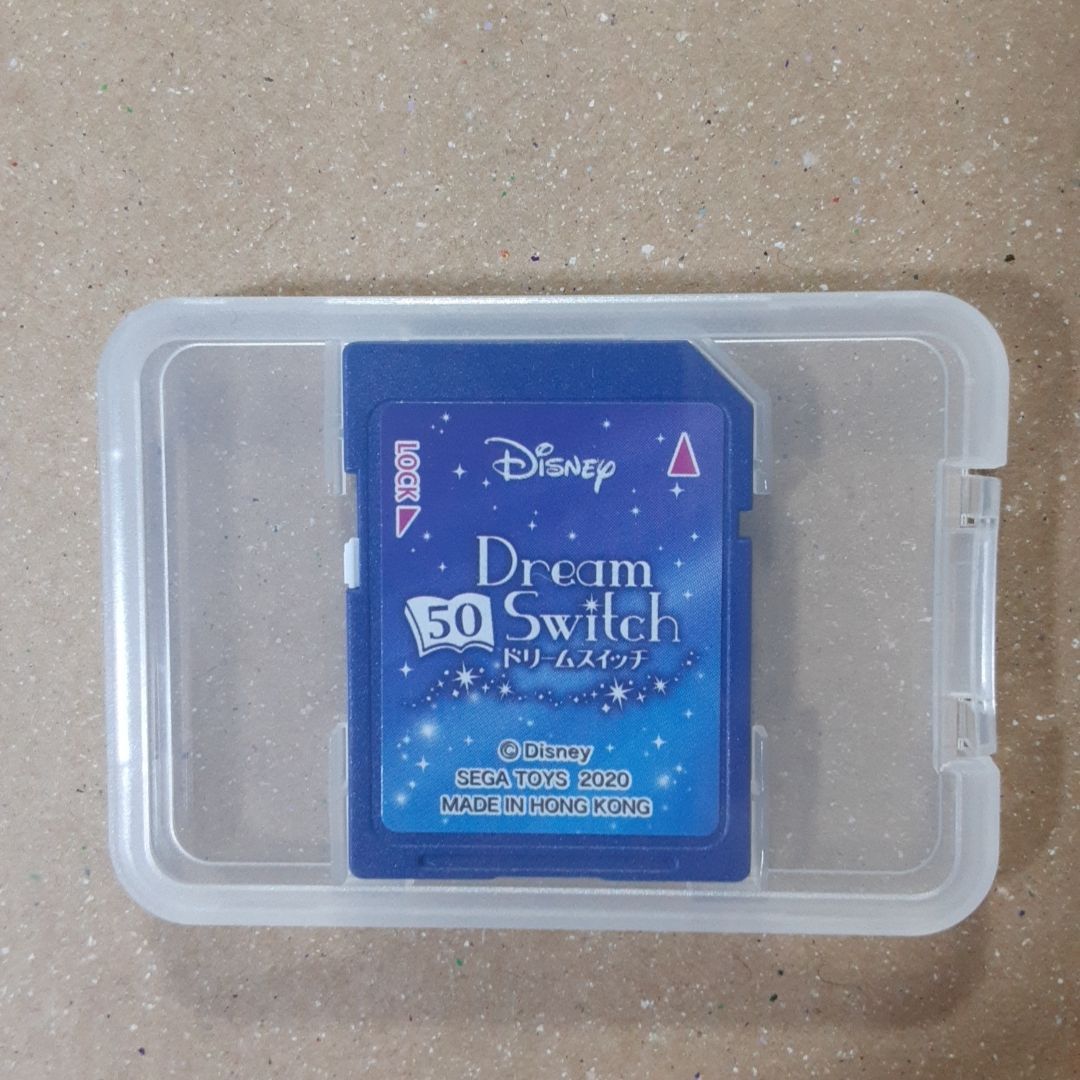 DISNEY
LOCK
Dream
50 Switch
ドリームスイッチ
© Disney
SEGA TOYS 2020
MADE IN HONG KONG